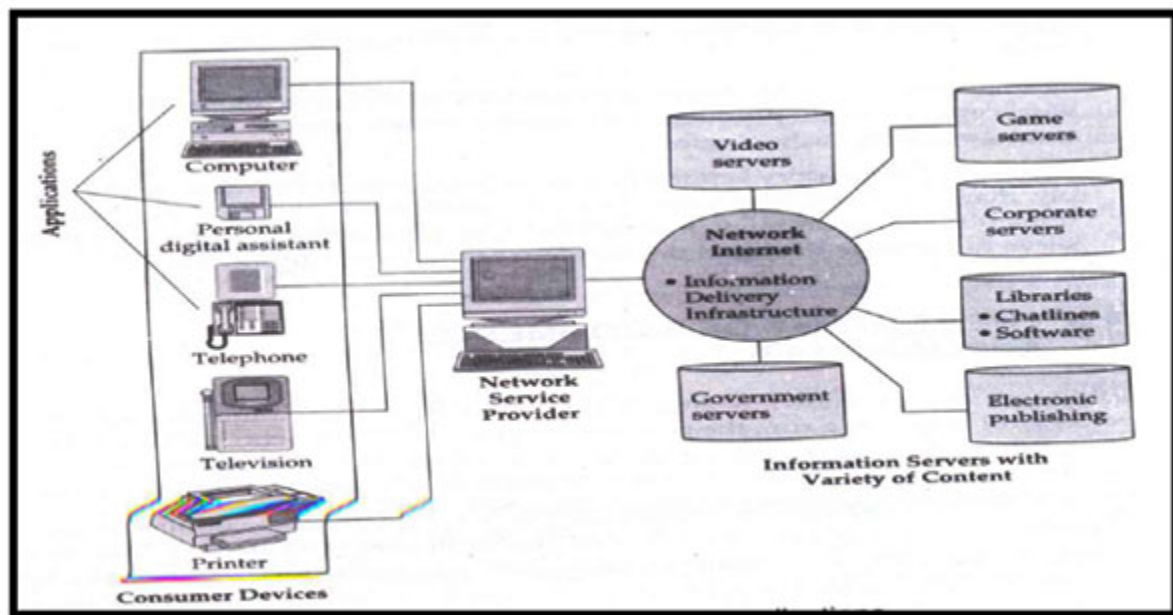 Applications
Computer
Personal
digital assistant
Telephone
Television
Printer
Consumer Devices
Network
Service
Provider
Video
servers
Network
Internet
• Information
Delivery
Infrastructure
Government
servers
Game
servers
Corporate
servers
Libraries
• Chatlines
• Software
Electronic
publishing
Information Servers with
Variety of Content